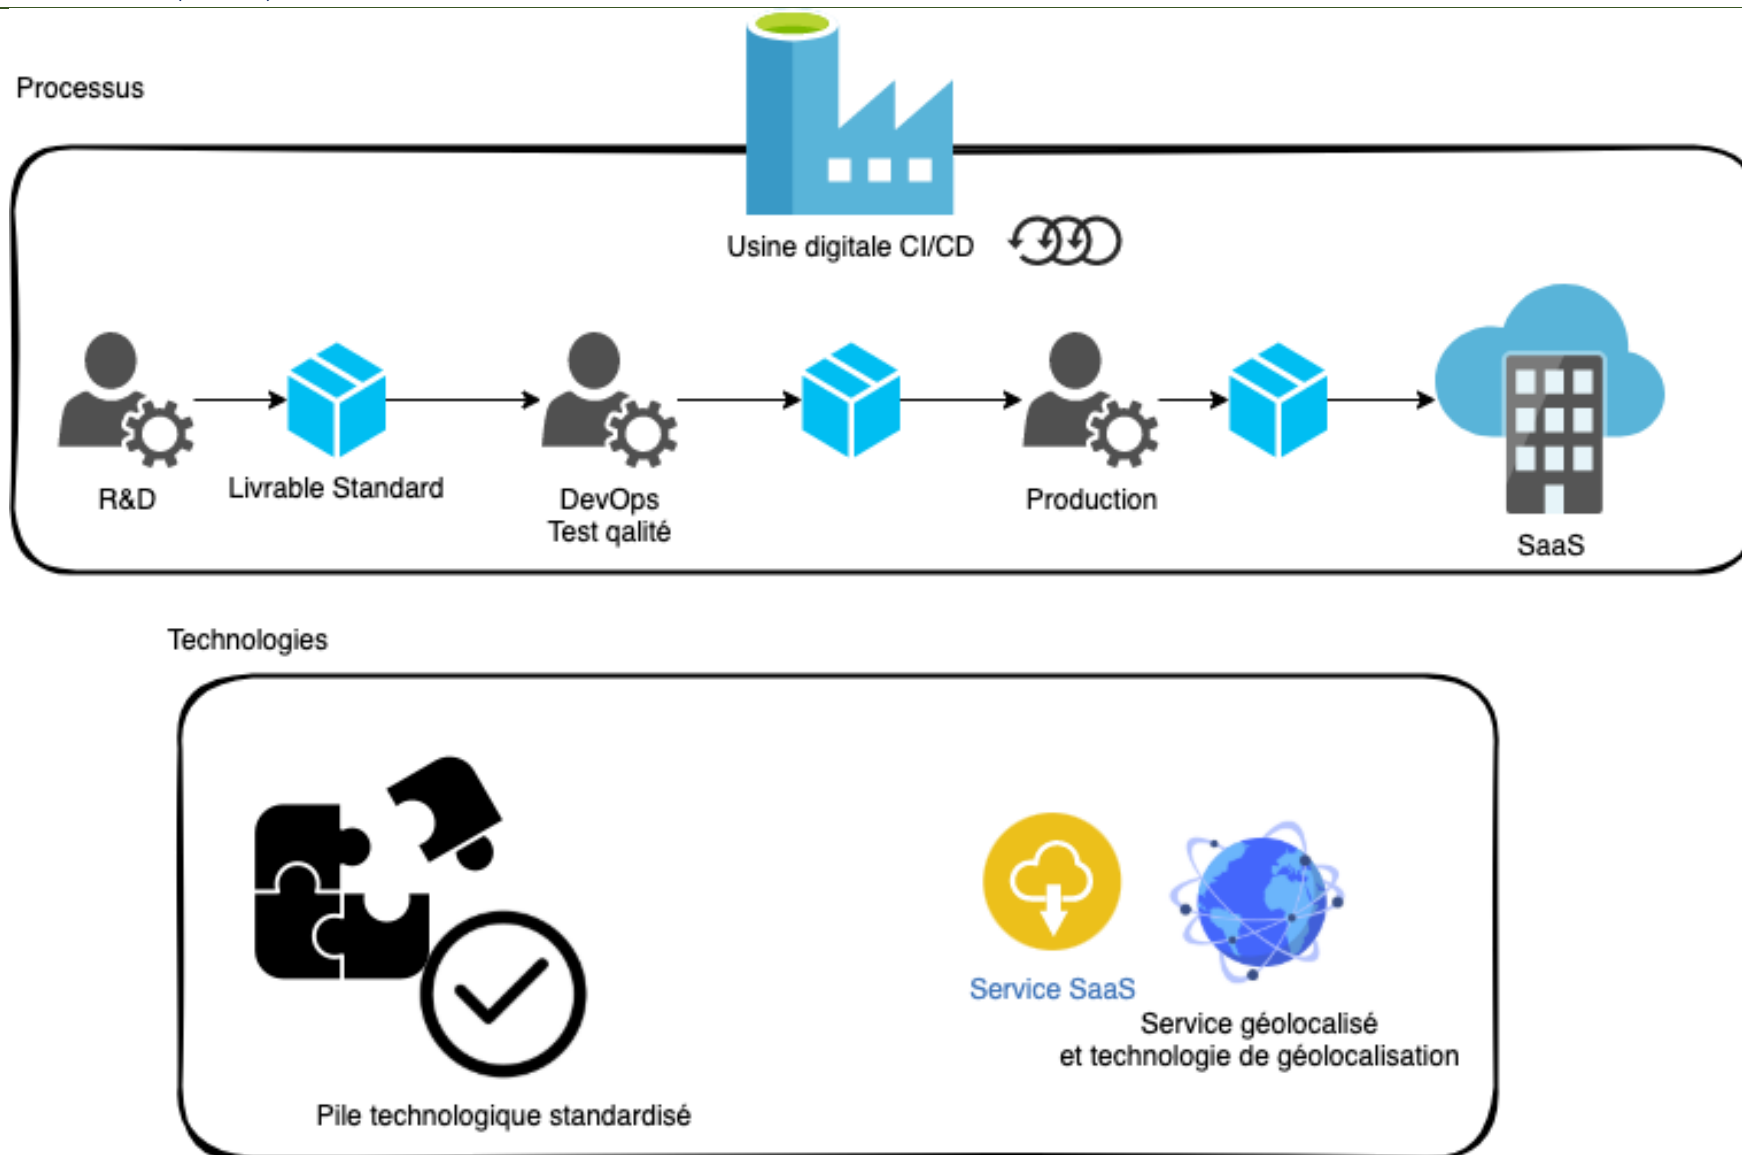 Processus
Usine digitale CI/CD
R&D
Livrable Standard
DevOps
Test qalité
Production
SaaS
Technologies
Pile technologique standardisé
Service SaaS
Service géolocalisé
et technologie de géolocalisation